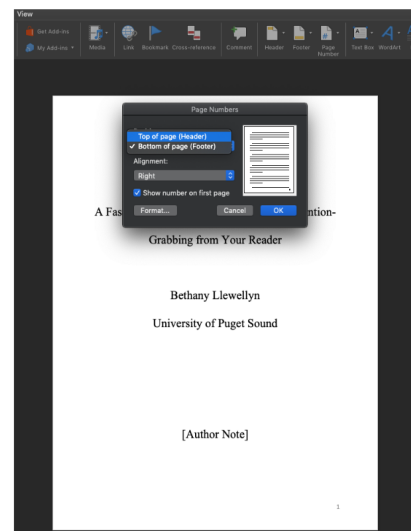 View
Get Add-ins
My Add-ins
Media
Link
Bookmark
Cross-reference
Comment
Header
Footer
Page
Number
Text Box
WordArt
Page Numbers
Top of page (Header)
✓ Bottom of page (Footer)
Alignment:
Right
Show number on first page
Format...
Cancel
OK
A Fas
ntion-
Grabbing from Your Reader
Bethany Llewellyn
University of Puget Sound
[Author Note]
1